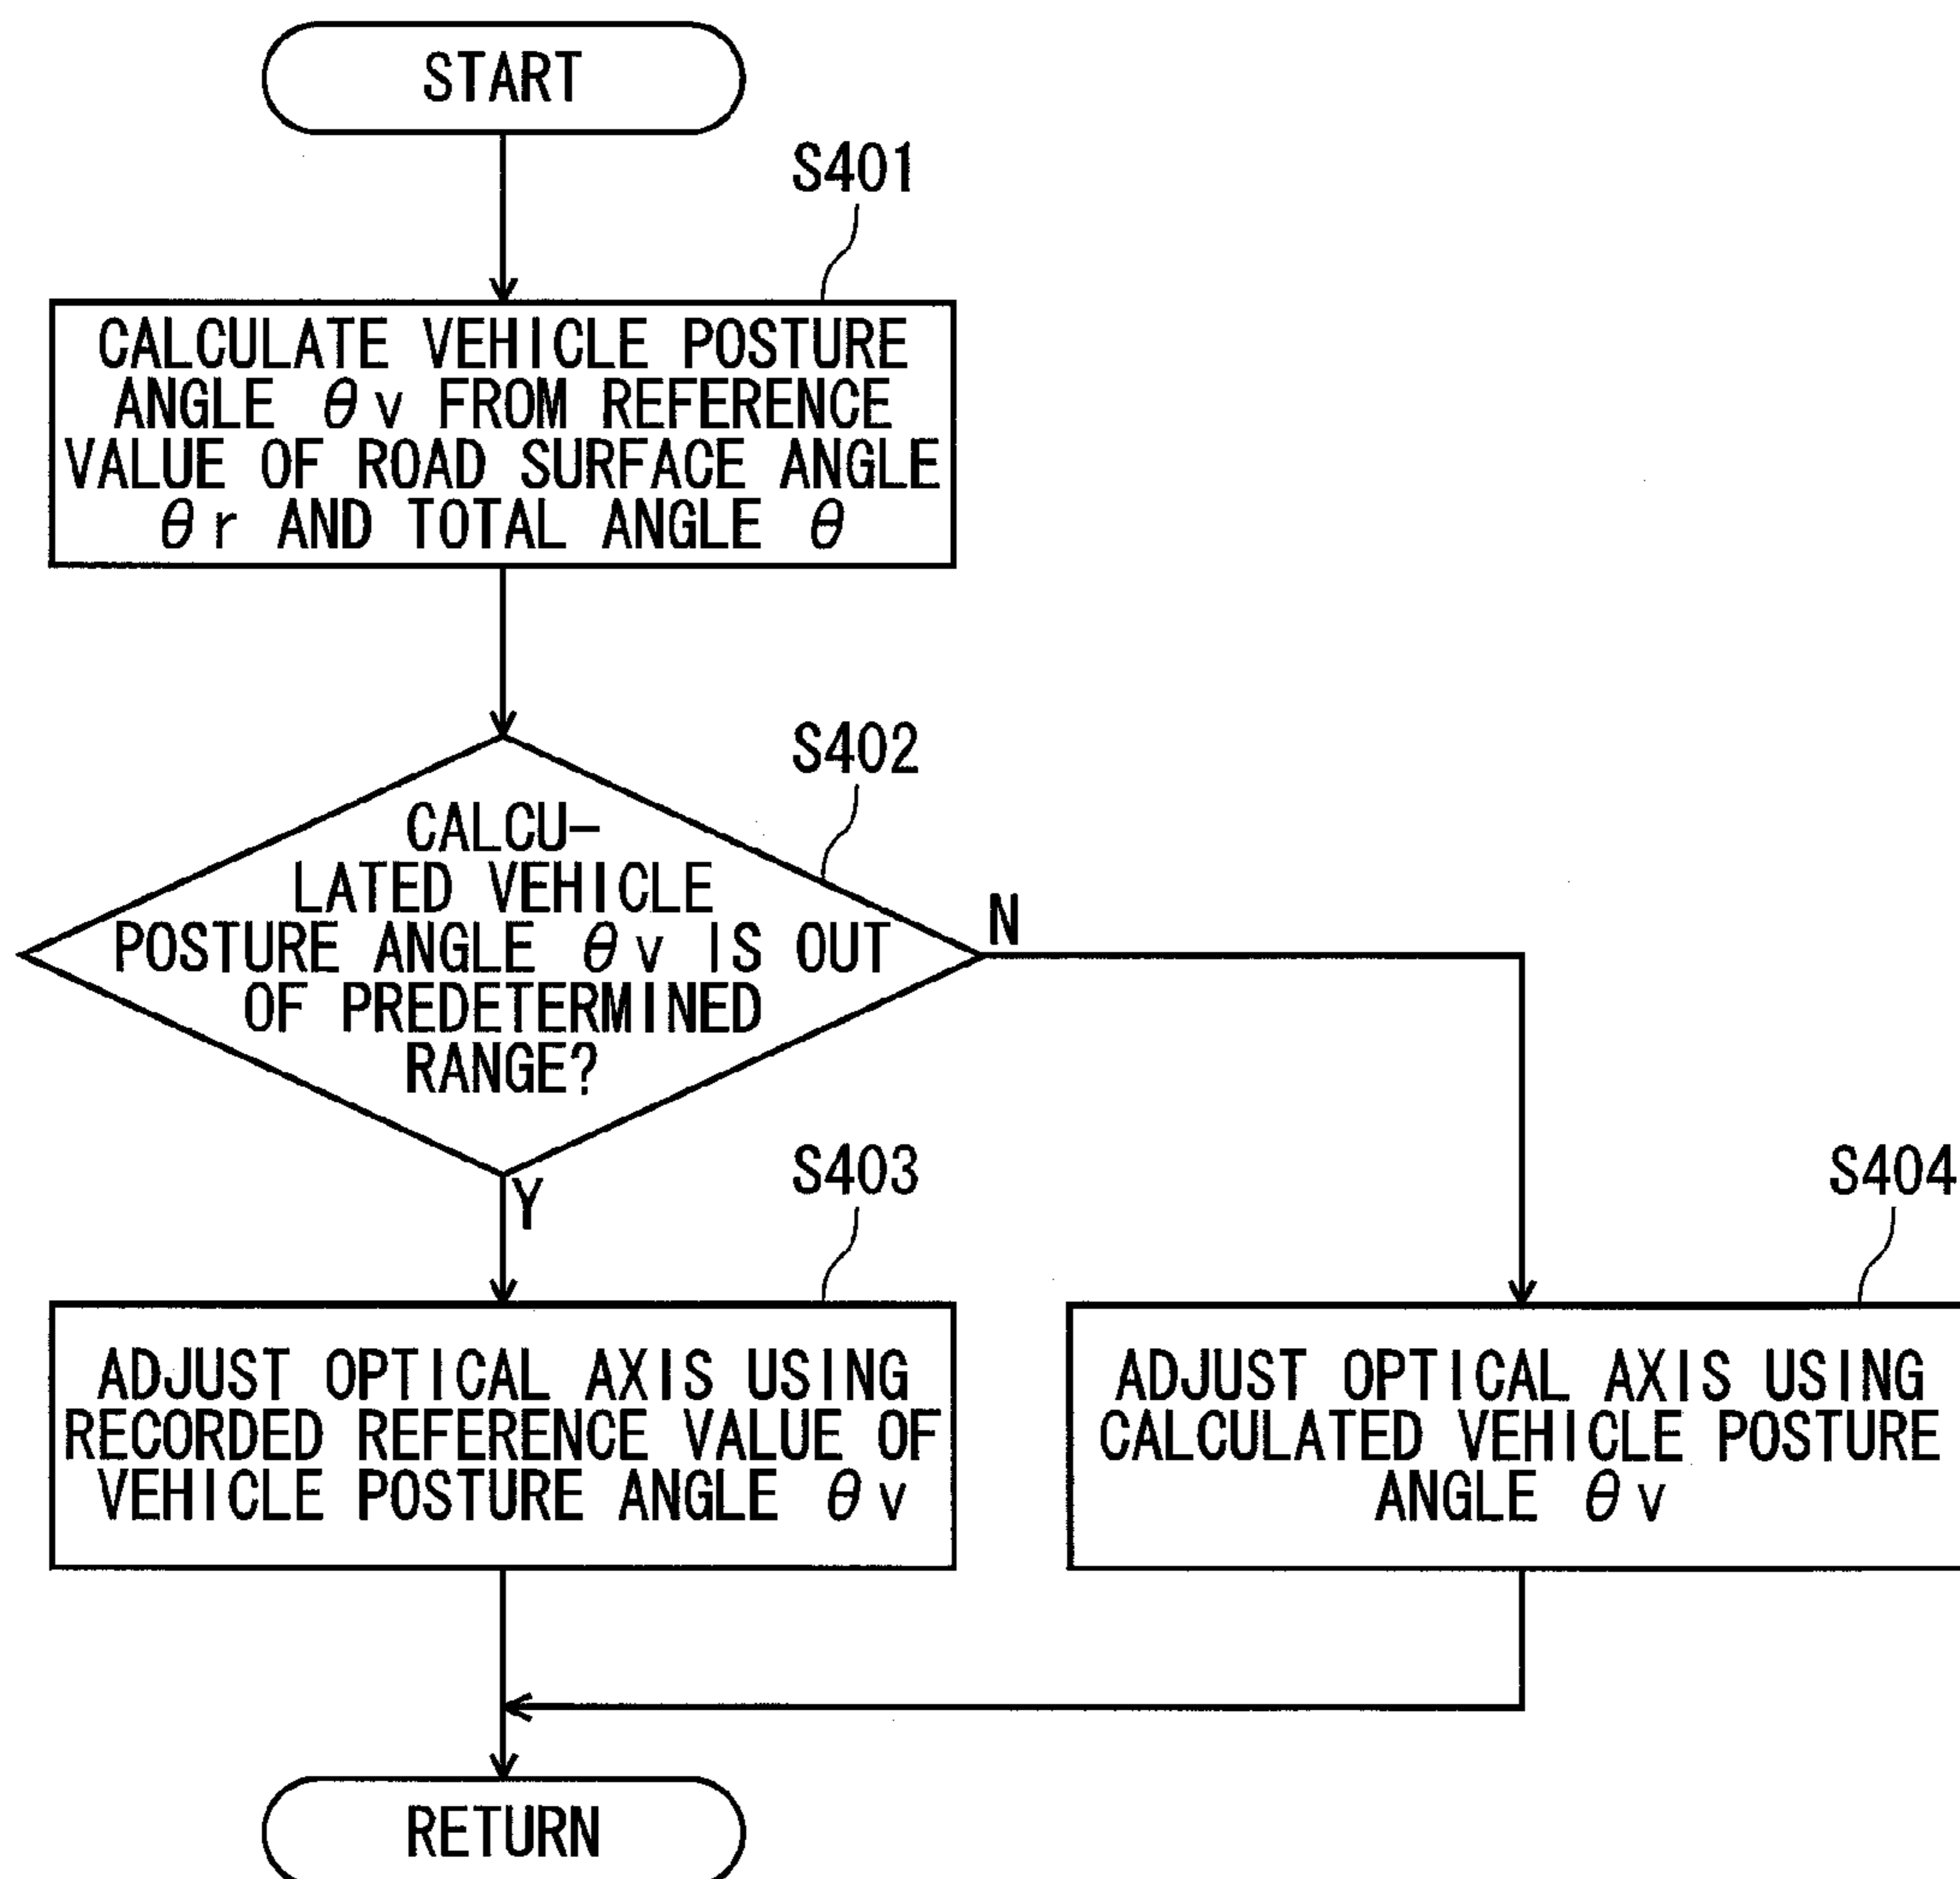 START
S401
CALCULATE VEHICLE POSTURE
ANGLE θv FROM REFERENCE
VALUE OF ROAD SURFACE ANGLE
θr AND TOTAL ANGLE θ
S402
CALCU-
LATED VEHICLE
POSTURE ANGLE θv IS OUT
OF PREDETERMINED
RANGE?
N
Y
S403
ADJUST OPTICAL AXIS USING
RECORDED REFERENCE VALUE OF
VEHICLE POSTURE ANGLE θv
S404
ADJUST OPTICAL AXIS USING
CALCULATED VEHICLE POSTURE
ANGLE θv
RETURN